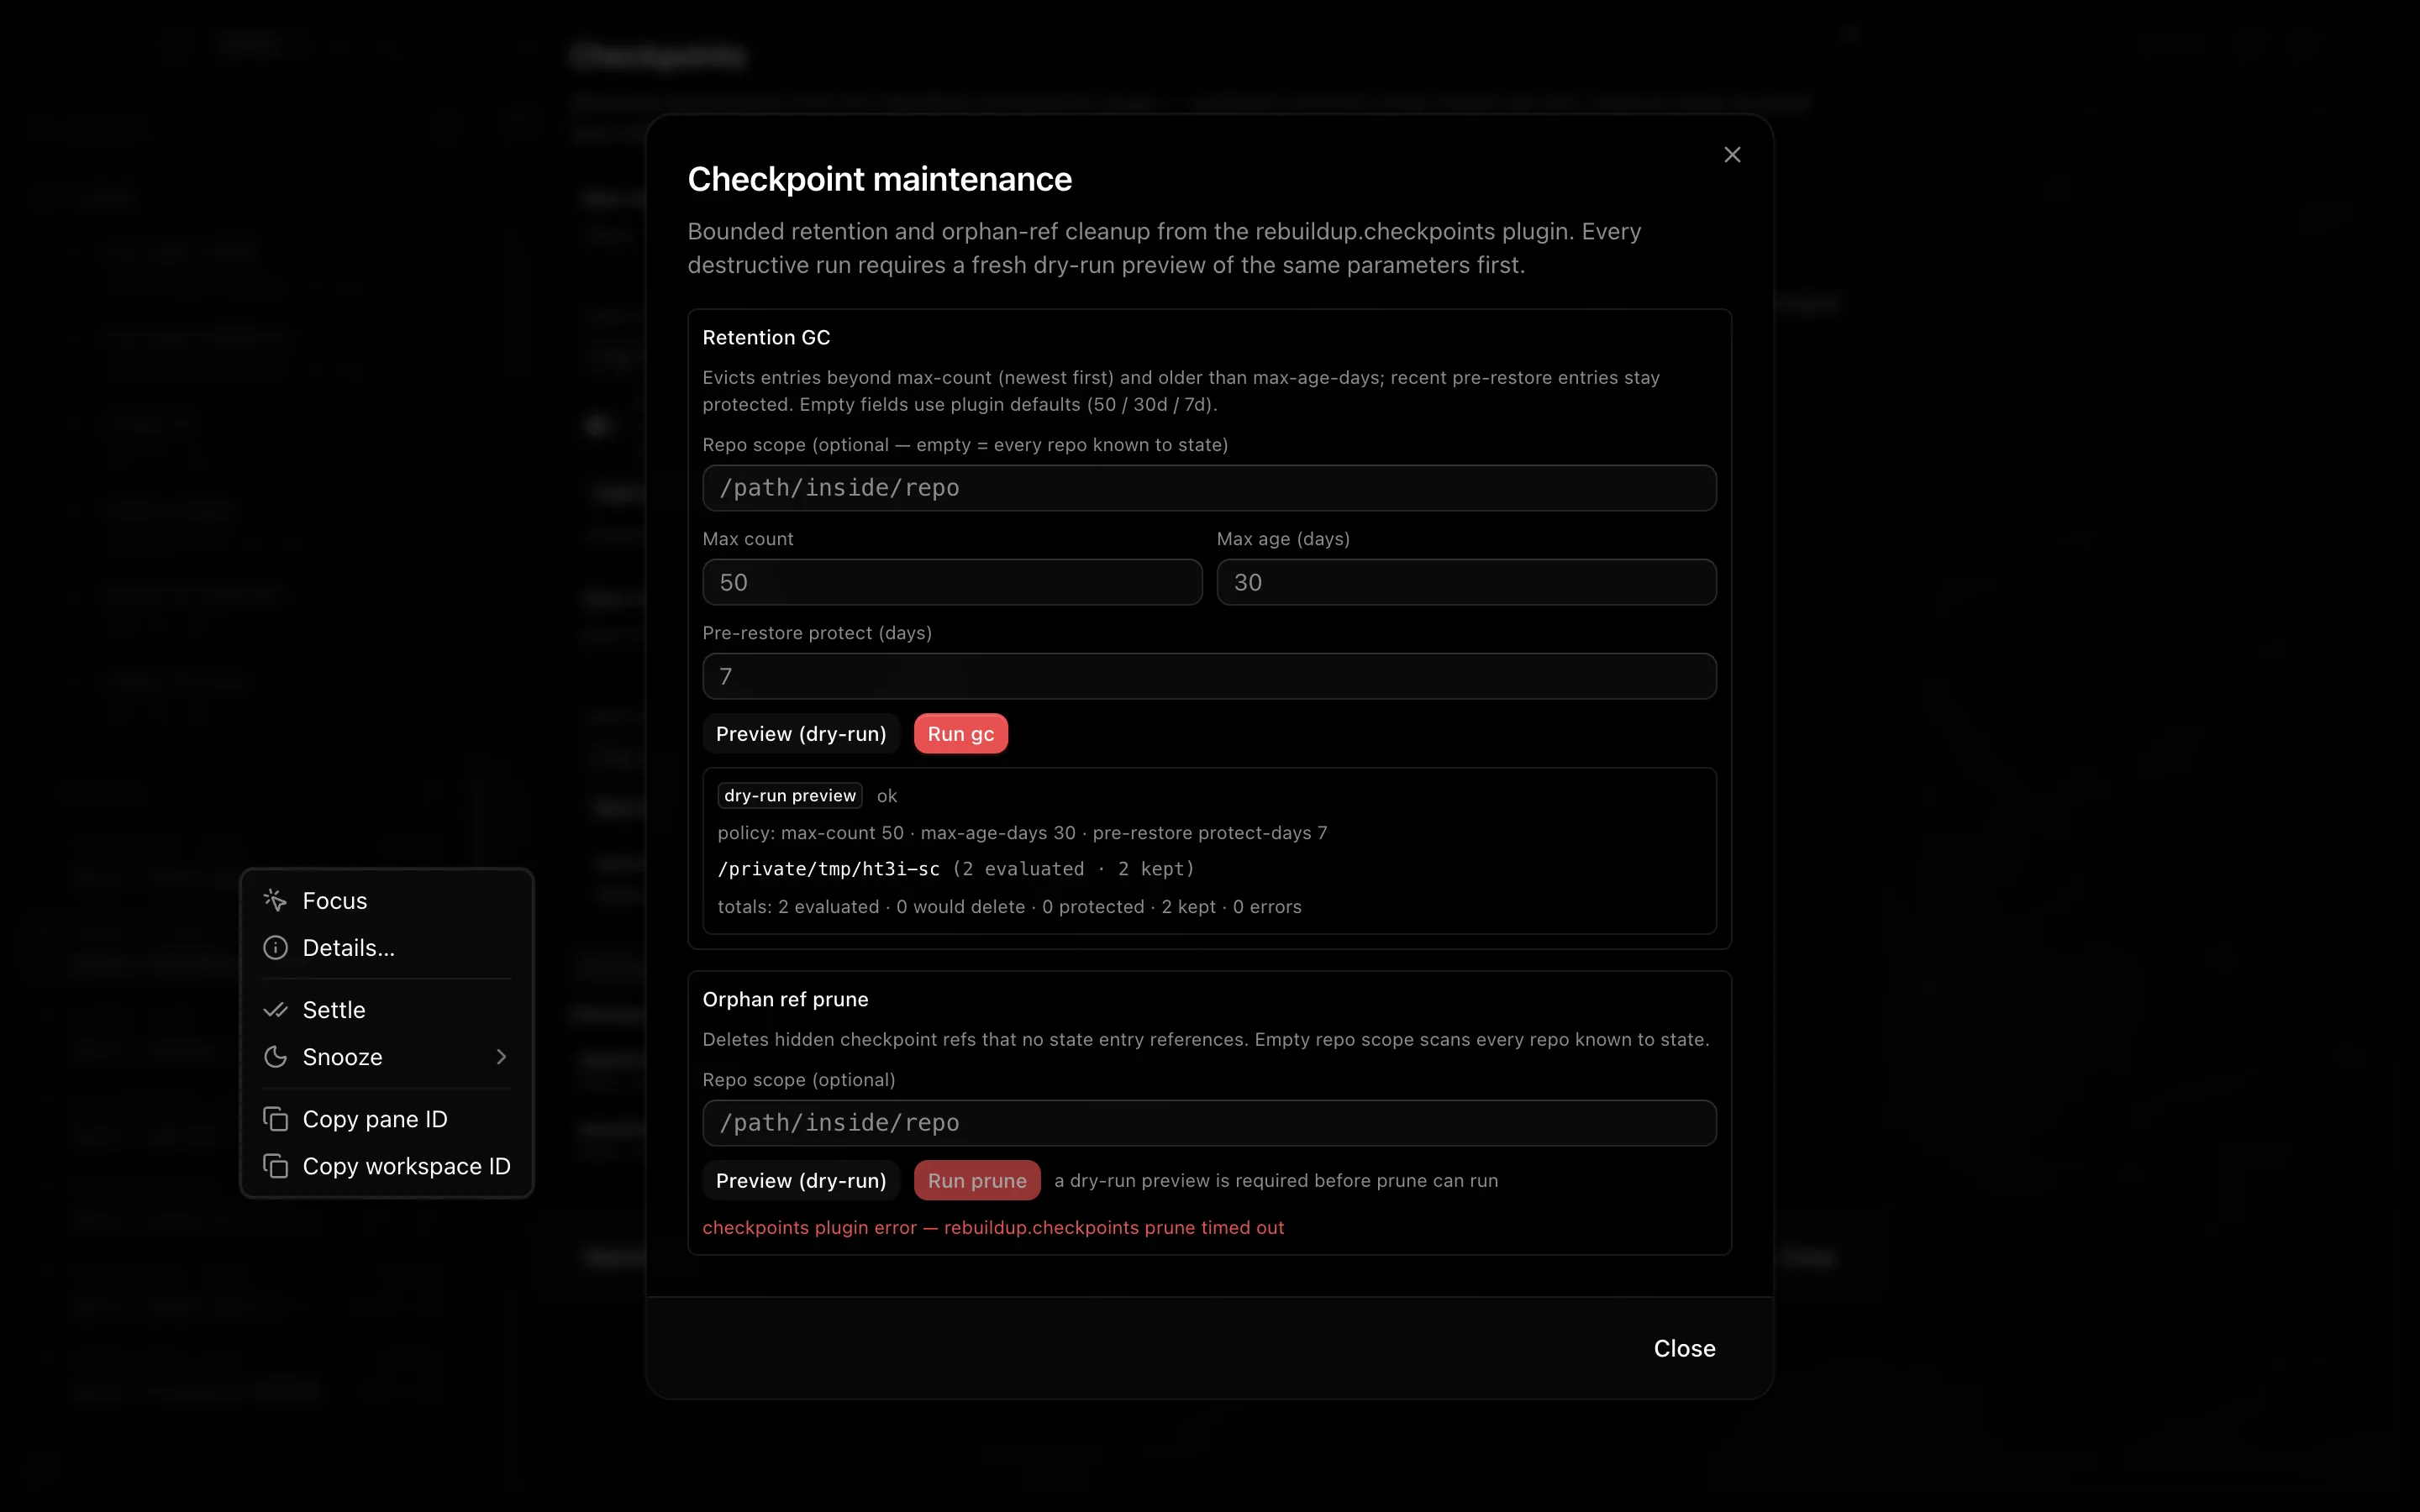 Checkpoints
Checkpoint maintenance
Bounded retention and orphan-ref cleanup from the rebuildup.checkpoints plugin. Every
destructive run requires a fresh dry-run preview of the same parameters first.
Retention GC
Evicts entries beyond max-count (newest first) and older than max-age-days; recent pre-restore entries stay
protected. Empty fields use plugin defaults (50 / 30d / 7d).
Repo scope (optional — empty = every repo known to state)
/path/inside/repo
Max count
Max age (days)
50
30
Pre-restore protect (days)
7
Preview (dry-run)
Run gc
dry-run preview ok
policy: max-count 50 · max-age-days 30 · pre-restore protect-days 7
/private/tmp/ht3i-sc (2 evaluated · 2 kept)
totals: 2 evaluated · 0 would delete · 0 protected · 2 kept · 0 errors
Orphan ref prune
Deletes hidden checkpoint refs that no state entry references. Empty repo scope scans every repo known to state.
Repo scope (optional)
/path/inside/repo
Preview (dry-run)
Run prune
a dry-run preview is required before prune can run
checkpoints plugin error — rebuildup.checkpoints prune timed out
Close
Focus
Details...
Settle
Snooze
Copy pane ID
Copy workspace ID